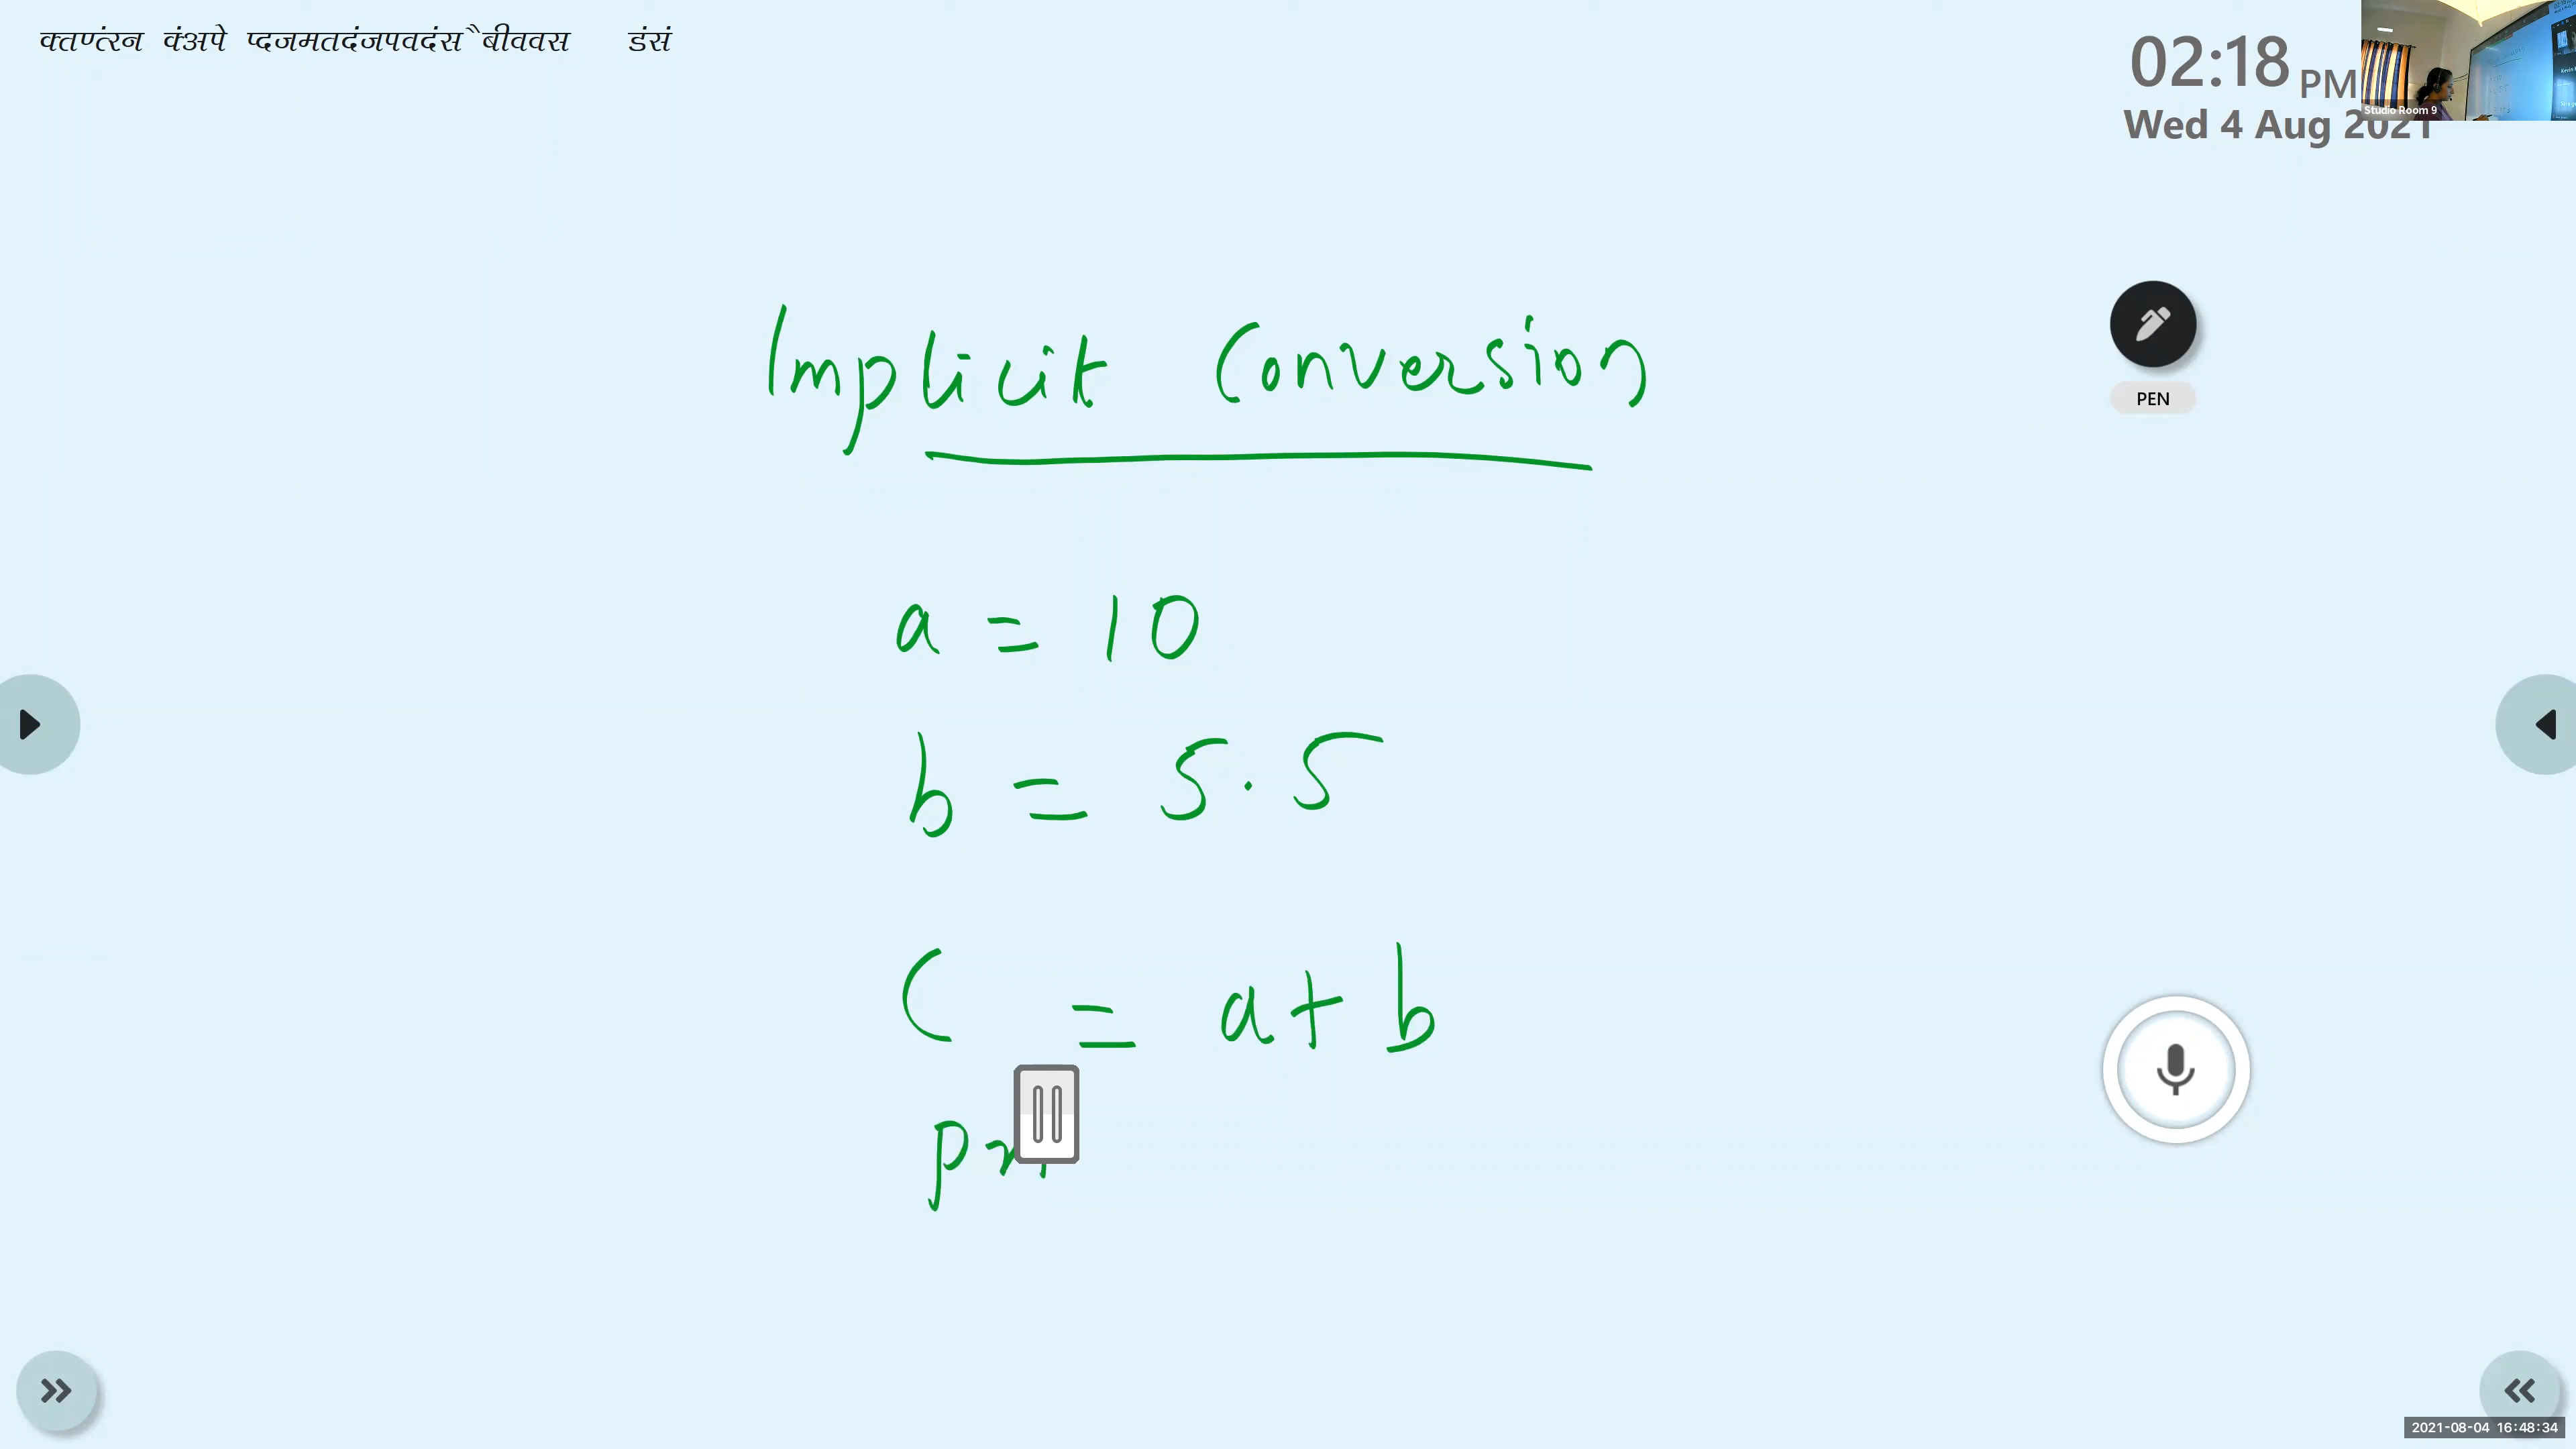 क्तण्तंरन क्ंअपे प्दजमतदंजपवदंस ैबीववस डंसं
02:18 PM
Studio Room 9
Wed 4 Aug 2021
Implicit Conversion
PEN
a = 10
b = 5.5
C = a + b
pri
2021-08-04 16:48:34